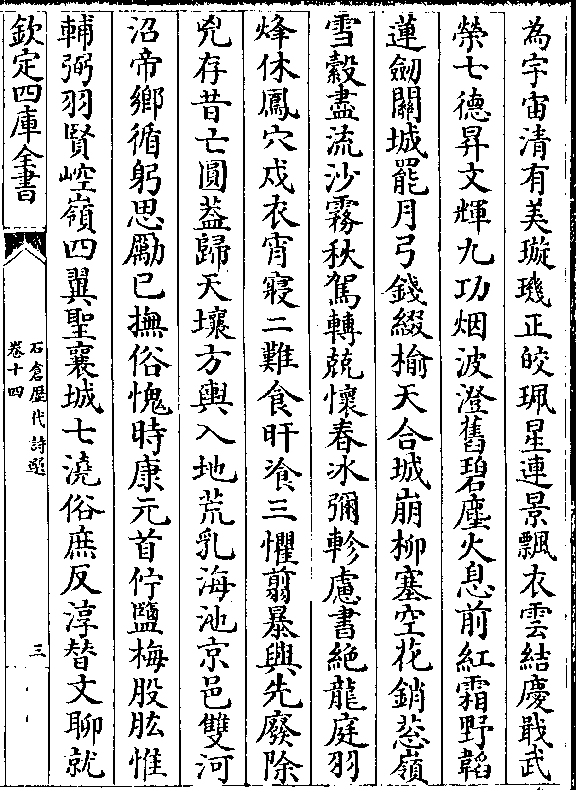 為宇宙清有美璇璣正皎珮星連景飄衣雲結慶戢武
榮七德昇文輝九功烟波澄舊碧塵火息前紅霜野韜
蓮劒關城罷月弓錢綴榆天合城崩柳塞空花銷葱嶺
雪縠盡流沙霧秋駕轉兢懷春冰彌軫慮書絶龍庭羽
烽休鳳穴戍衣宵寢二難食旰飡三懼翦暴興先廢除
兇存昔亡圓葢歸天壤方輿入地荒乳海池京邑雙河
沼帝鄉循躬思勵己撫俗愧時康元首佇鹽梅股肱惟
輔弼羽賢崆嶺四翼聖襄城七澆俗庶反淳替文聊就
欽定四庫全書
石倉歷代詩選
卷十四
三